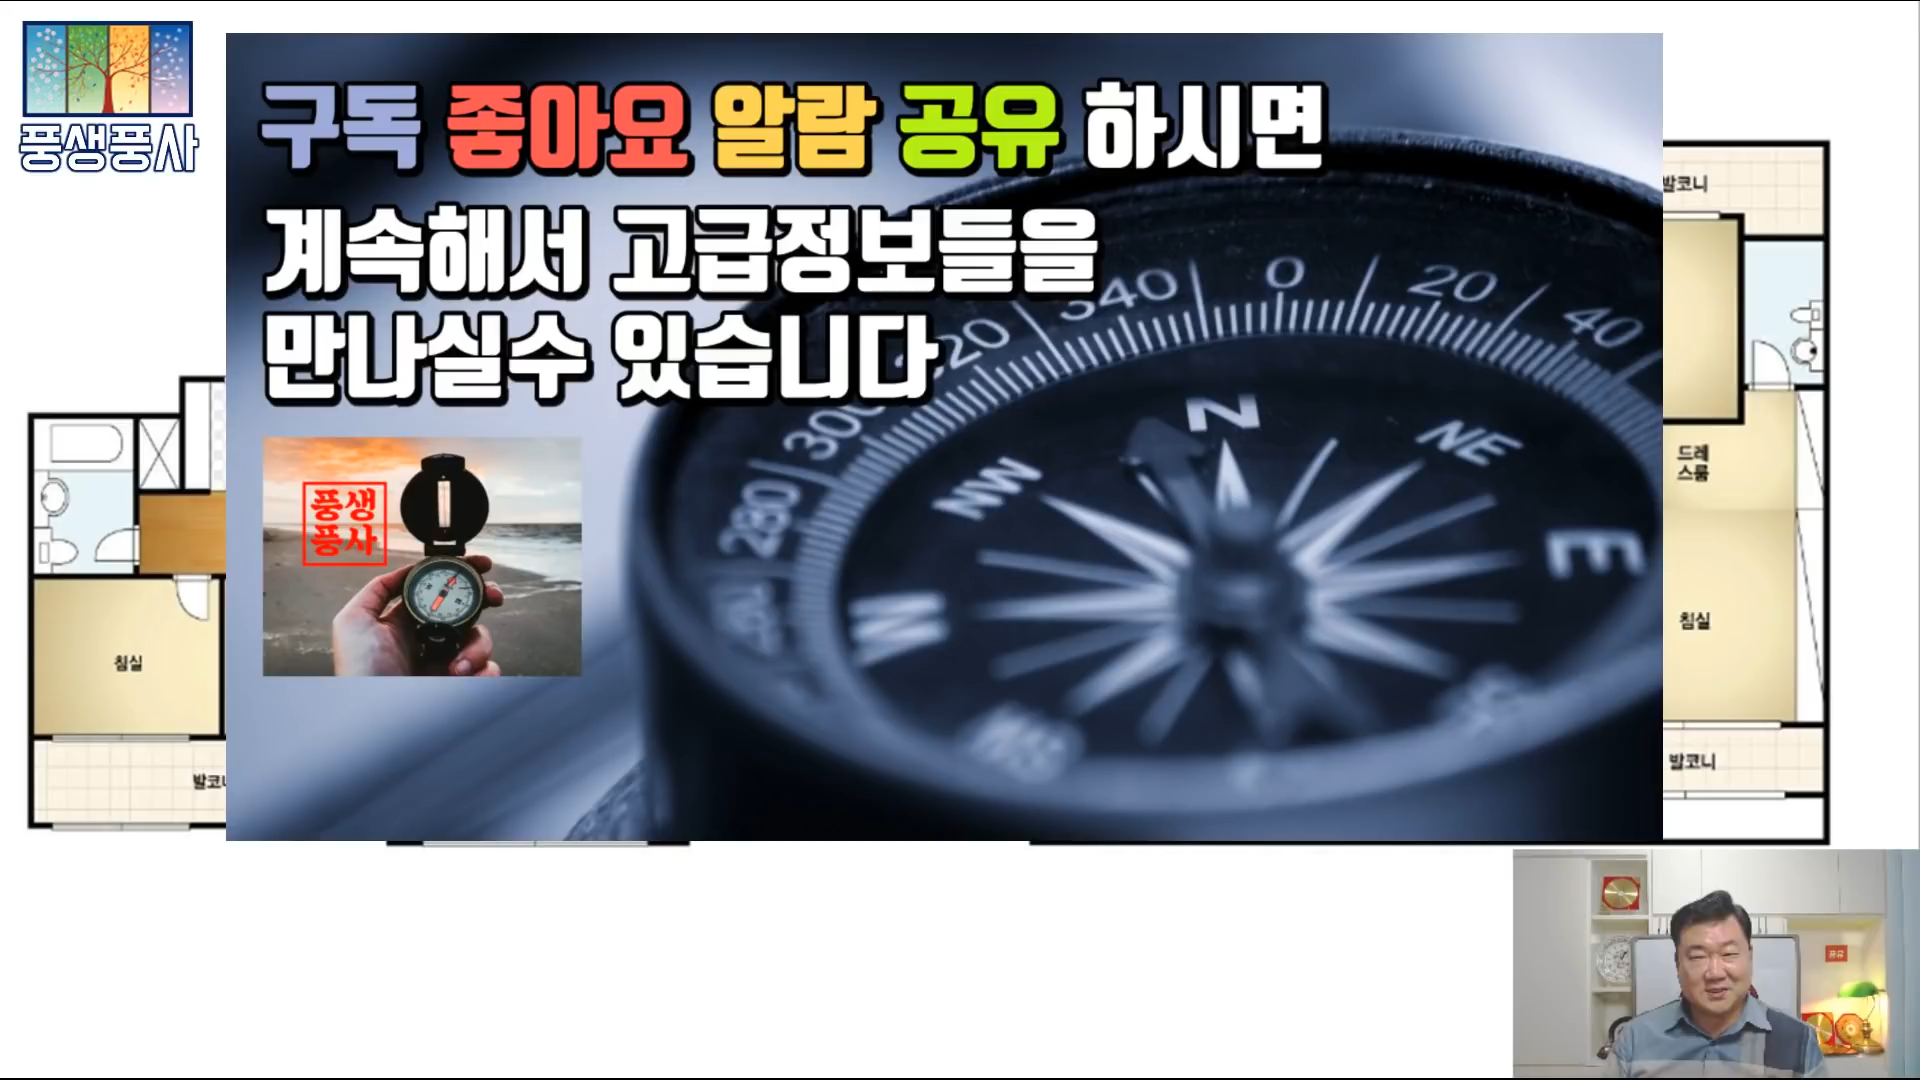 풍생풍사
구독 좋아요 알람 공유 하시면
계속해서 고급정보들을
만나실수 있습니다
풍생
풍사
300
280
340
0
20
40
N
NE
NW
E
W
발코니
드레
스룸
침실
발코니
침실
발코니